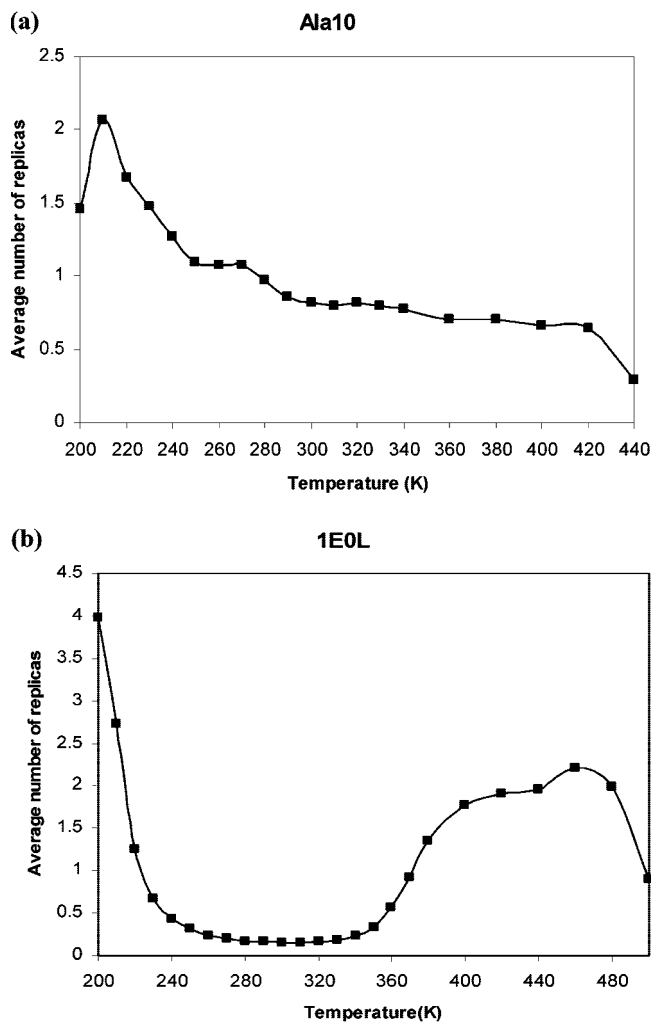 (a)
Ala10
2.5
2
1.5
1
0.5
0
Average number of replicas
200 220 240 260 280 300 320 340 360 380 400 420 440
Temperature (K)
(b)
1E0L
4.5
4
3.5
3
2.5
2
1.5
1
0.5
0
Average number of replicas
200 240 280 320 360 400 440 480
Temperature(K)